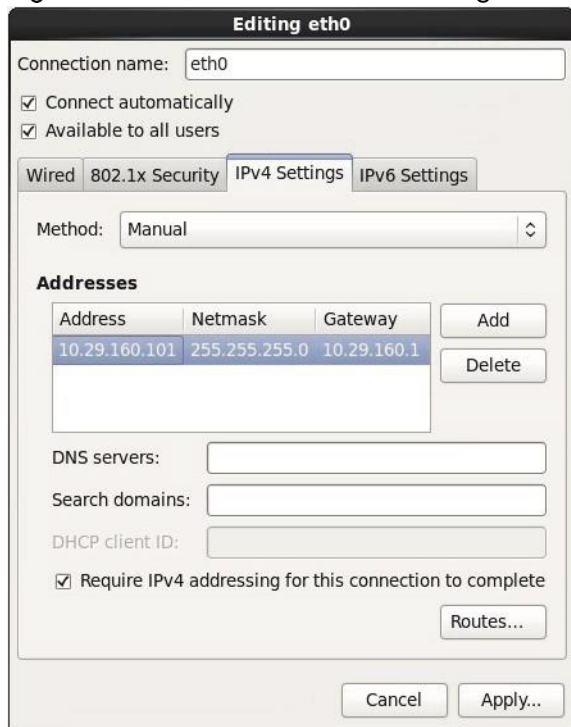 Editing eth0
Connection name: eth0
Connect automatically
Available to all users
Wired 802.1x Security IPv4 Settings IPv6 Settings
Method: Manual
Addresses
Address Netmask Gateway Add
10.29.160.101 255.255.255.0 10.29.160.1
Delete
DNS servers:
Search domains:
DHCP client ID:
Require IPv4 addressing for this connection to complete
Routes...
Cancel Apply...